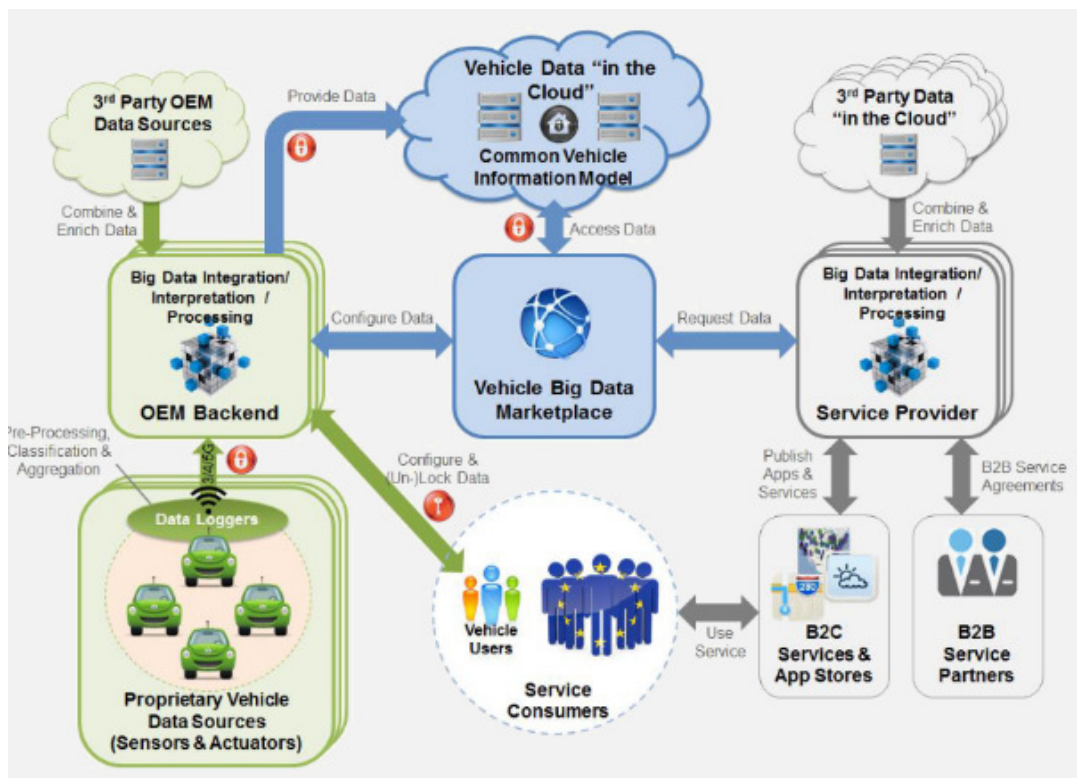 3rd Party OEM
Data Sources
Combine &
Enrich Data
Provide Data
Vehicle Data “in the
Cloud”
Common Vehicle
Information Model
Access Data
3rd Party Data
“in the Cloud”
Combine &
Enrich Data
Big Data Integration/
Interpretation /
Processing
OEM Backend
Configure Data
Vehicle Big Data
Marketplace
Request Data
Big Data Integration/
Interpretation /
Processing
Service Provider
Pre-Processing,
Classification &
Aggregation
3/4/5G
Data Loggers
Proprietary Vehicle
Data Sources
(Sensors & Actuators)
Configure &
(Un-)Lock Data
Vehicle
Users
Service
Consumers
Use
Service
Publish
Apps &
Services
B2B Service
Agreements
280
B2C
Services &
App Stores
B2B
Service
Partners